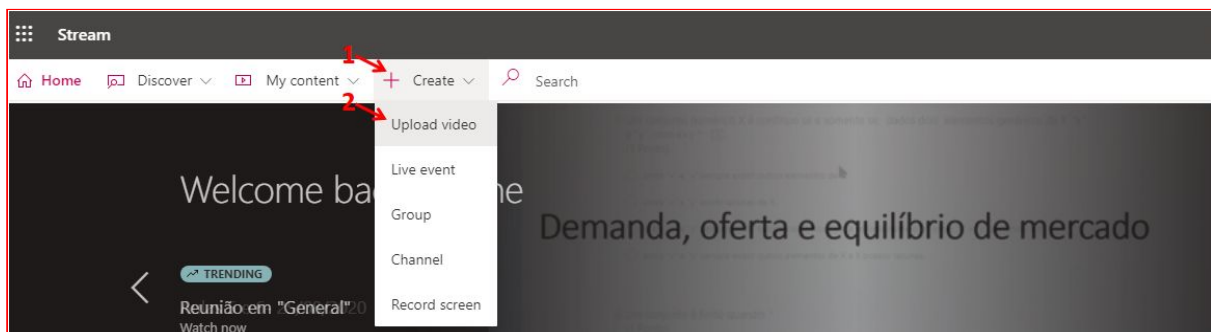 Stream
1
Home Discover My content Create Search
2
Upload video
Live event
Group
Channel
Record screen
Welcome ba
Demanda, oferta e equilíbrio de mercado
TRENDING
Reunião em "General"
Watch now